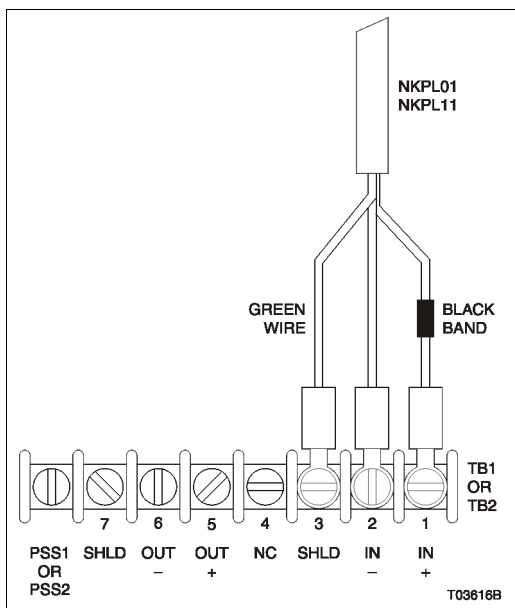 NKPL01
NKPL11
GREEN
WIRE
BLACK
BAND
TB1
OR
TB2
7 6 5 4 3 2 1
PSS1 SHLD OUT OUT NC SHLD IN IN
OR – + – +
PSS2
T03616B